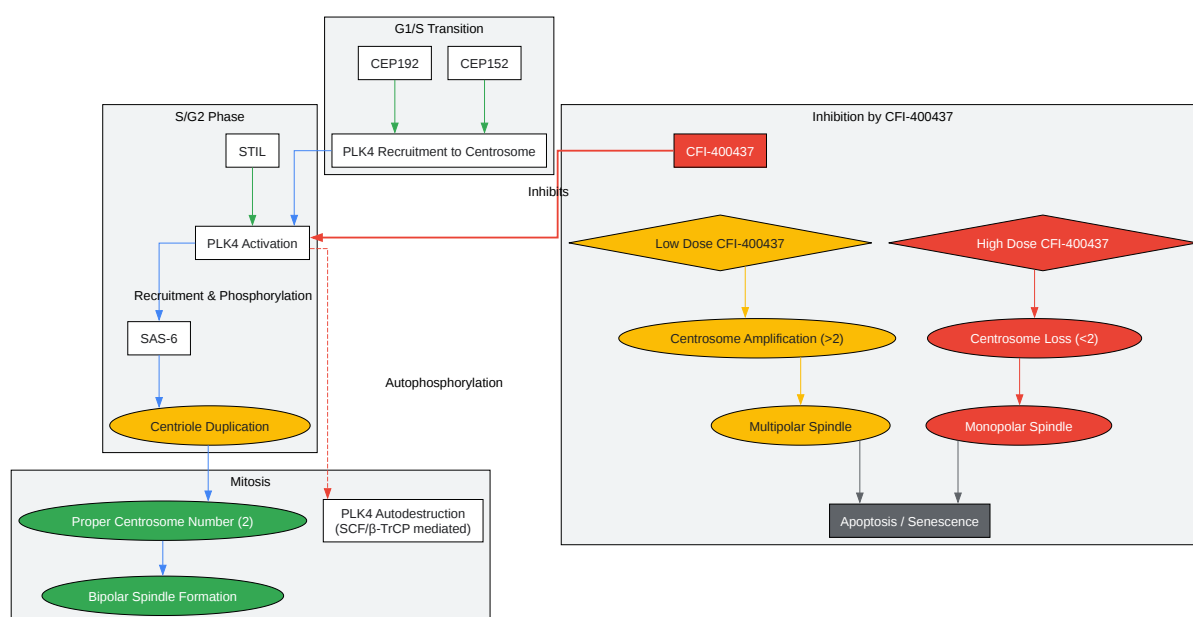 G1/S Transition
CEP192
CEP152
PLK4 Recruitment to Centrosome
S/G2 Phase
STIL
PLK4 Activation
Recruitment & Phosphorylation
SAS-6
Centriole Duplication
Inhibits
Autophosphorylation
Mitosis
Proper Centrosome Number (2)
PLK4 Autodestruction
(SCF/β-TrCP mediated)
Bipolar Spindle Formation
Inhibition by CFI-400437
CFI-400437
Low Dose CFI-400437
High Dose CFI-400437
Centrosome Amplification (>2)
Centrosome Loss (<2)
Multipolar Spindle
Monopolar Spindle
Apoptosis / Senescence